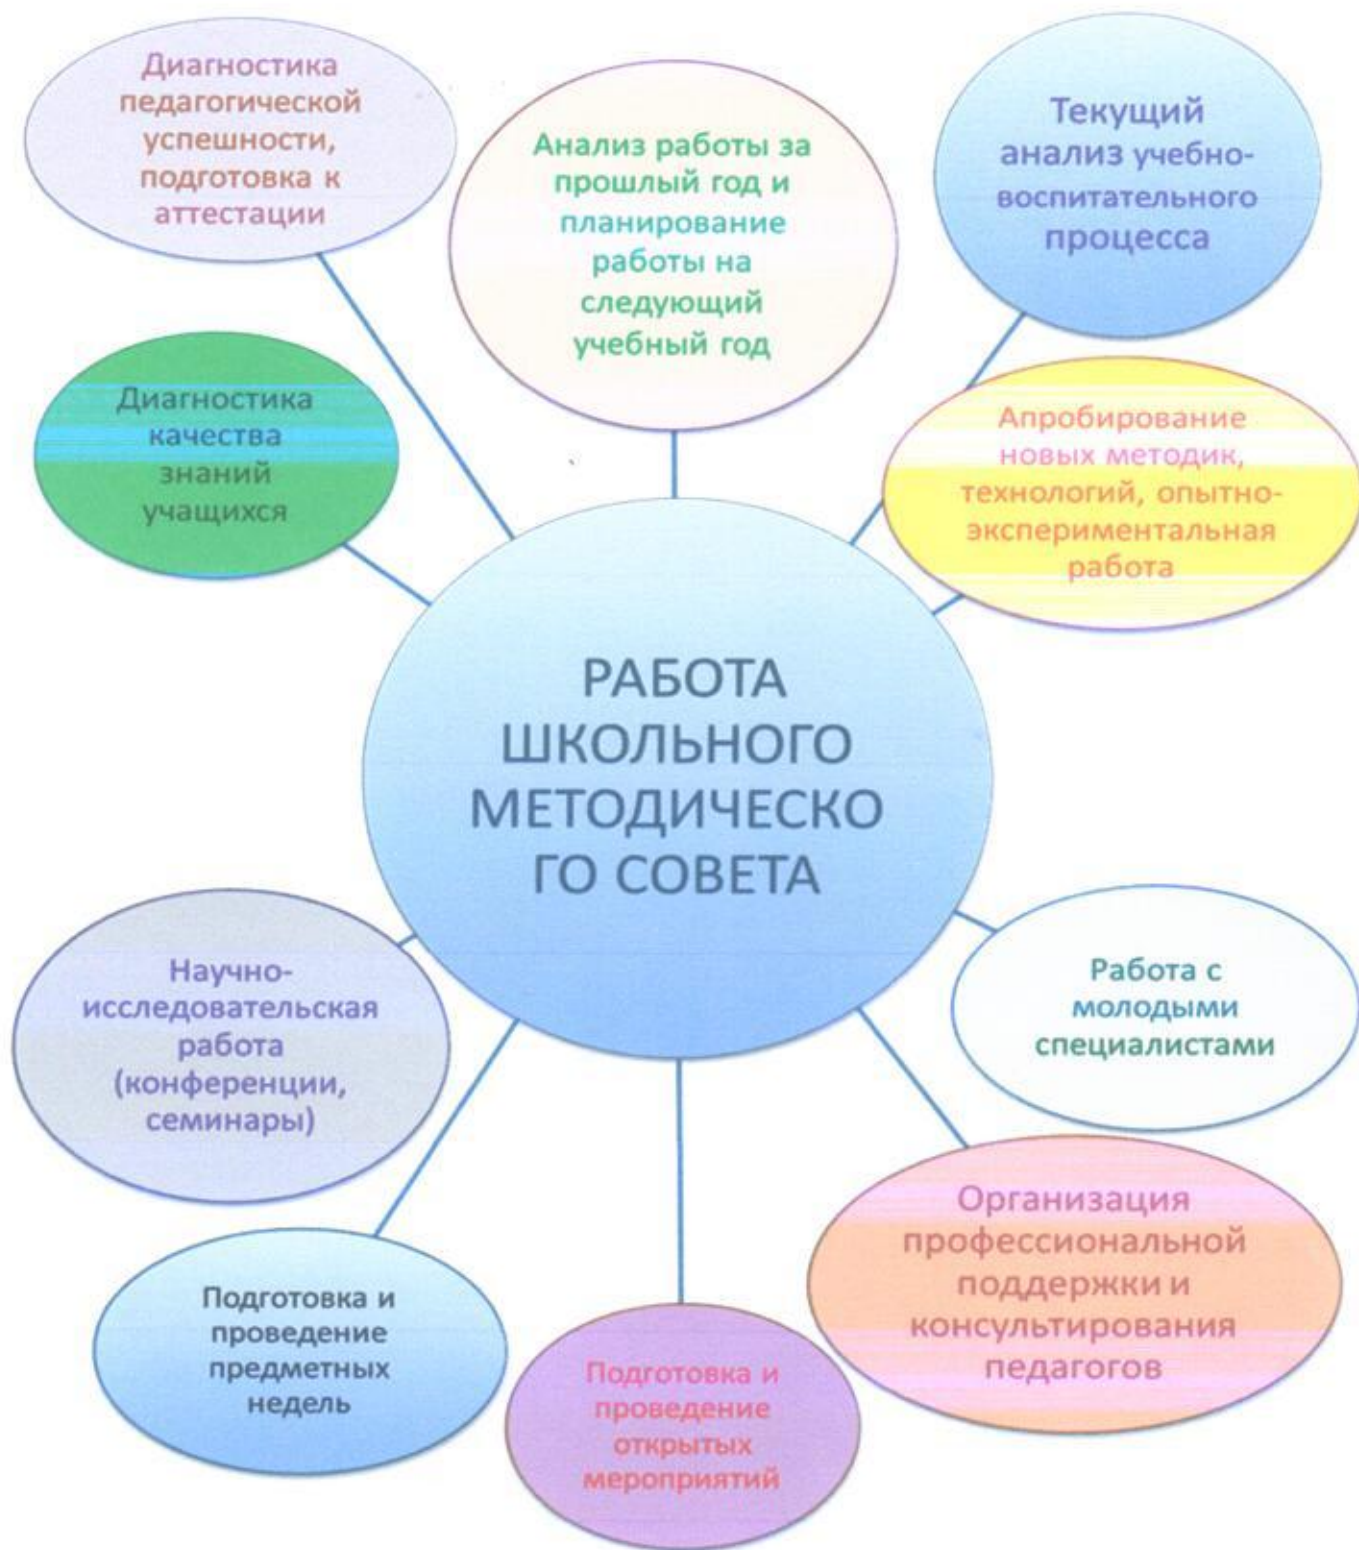 Диагностика
педагогической
успешности,
подготовка к
аттестации
Анализ работы за
прошлый год и
планирование
работы на
следующий
учебный год
Текущий
анализ учебно-
воспитательного
процесса
Диагностика
качества
знаний
учащихся
Апробирование
новых методик,
технологий, опытно-
экспериментальная
работа
РАБОТА
ШКОЛЬНОГО
МЕТОДИЧЕСКО
ГО СОВЕТА
Научно-
исследовательская
работа
(конференции,
семинары)
Работа с
молодыми
специалистами
Подготовка и
проведение
предметных
недель
Подготовка и
проведение
открытых
мероприятий
Организация
профессиональной
поддержки и
консультирования
педагогов